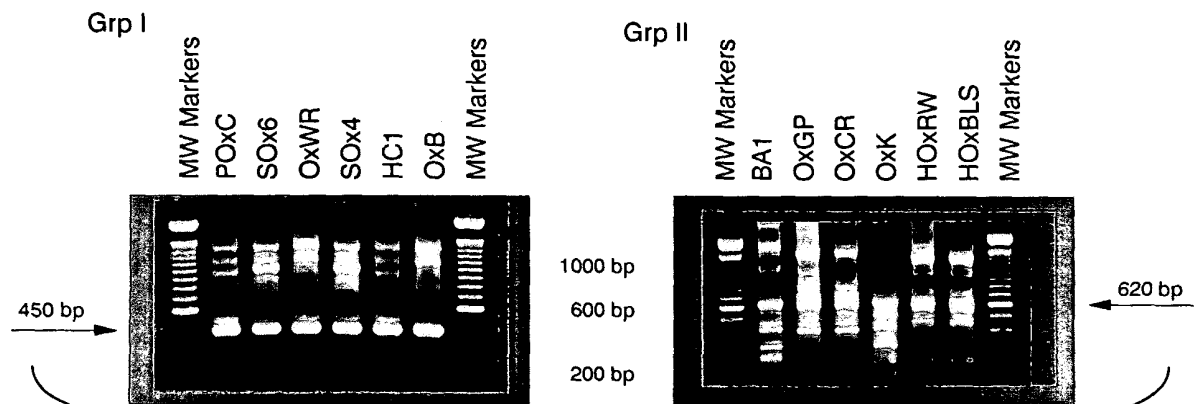 Grp I
MW Markers
POxC
SOx6
OxWR
SOx4
HC1
OxB
MW Markers
450 bp
Grp II
MW Markers
BA1
OxGP
OxCR
OxK
HOxRW
HOxBLS
MW Markers
1000 bp
600 bp
200 bp
620 bp